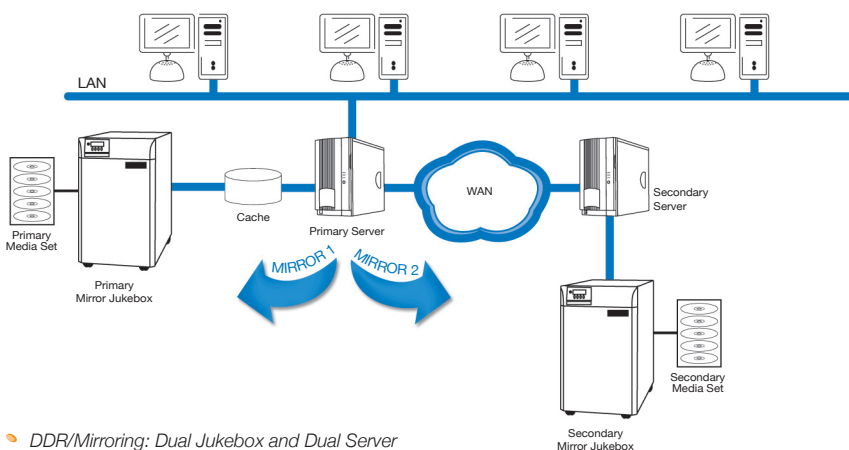 LAN
WAN
Secondary
Server
Cache
Primary Server
Primary
Media Set
MIRROR 1
MIRROR 2
Primary
Mirror Jukebox
Secondary
Media Set
Secondary
Mirror Jukebox
DDR/Mirroring: Dual Jukebox and Dual Server